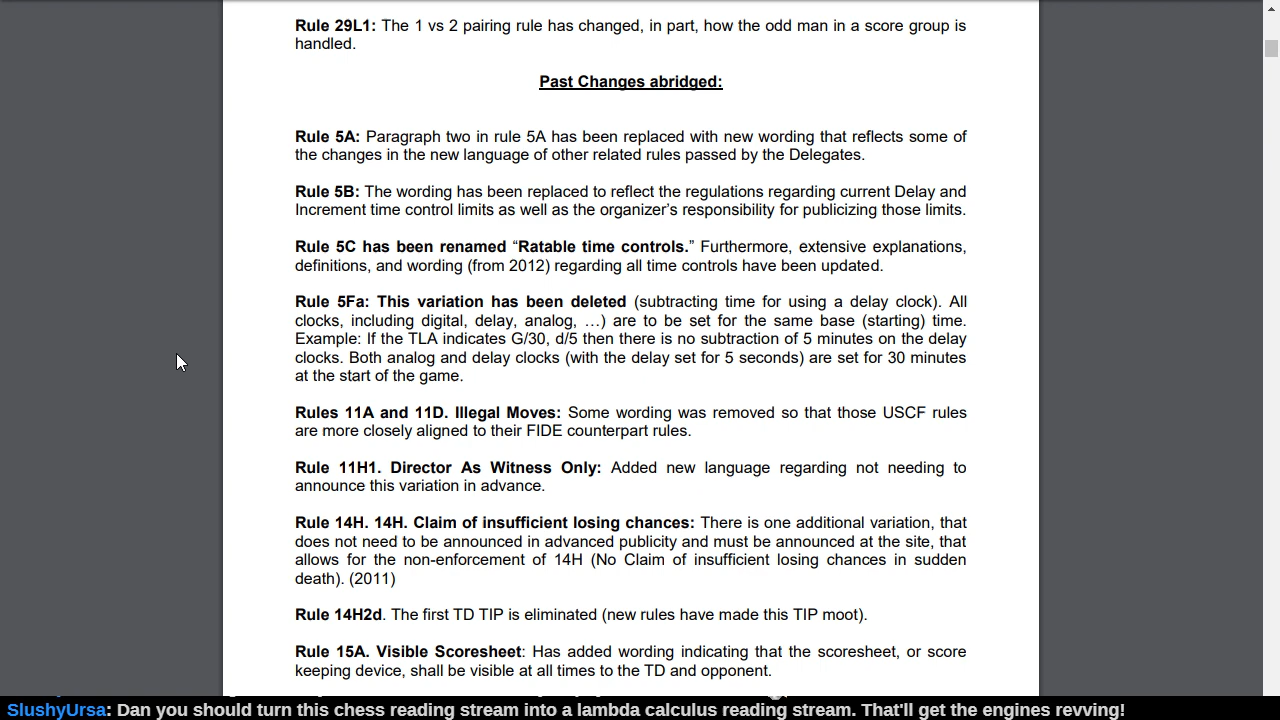 Rule 29L1: The 1 vs 2 pairing rule has changed, in part, how the odd man in a score group is
handled.
Past Changes abridged:
Rule 5A: Paragraph two in rule 5A has been replaced with new wording that reflects some of
the changes in the new language of other related rules passed by the Delegates.
Rule 5B: The wording has been replaced to reflect the regulations regarding current Delay and
Increment time control limits as well as the organizer's responsibility for publicizing those limits.
Rule 5C has been renamed “Ratable time controls.” Furthermore, extensive explanations,
definitions, and wording (from 2012) regarding all time controls have been updated.
Rule 5Fa: This variation has been deleted (subtracting time for using a delay clock). All
clocks, including digital, delay, analog, …) are to be set for the same base (starting) time.
Example: If the TLA indicates G/30, d/5 then there is no subtraction of 5 minutes on the delay
clocks. Both analog and delay clocks (with the delay set for 5 seconds) are set for 30 minutes
at the start of the game.
Rules 11A and 11D. Illegal Moves: Some wording was removed so that those USCF rules
are more closely aligned to their FIDE counterpart rules.
Rule 11H1. Director As Witness Only: Added new language regarding not needing to
announce this variation in advance.
Rule 14H. 14H. Claim of insufficient losing chances: There is one additional variation, that
does not need to be announced in advanced publicity and must be announced at the site, that
allows for the non-enforcement of 14H (No Claim of insufficient losing chances in sudden
death). (2011)
Rule 14H2d. The first TD TIP is eliminated (new rules have made this TIP moot).
Rule 15A. Visible Scoresheet: Has added wording indicating that the scoresheet, or score
keeping device, shall be visible at all times to the TD and opponent.
SlushyUrsa: Dan you should turn this chess reading stream into a lambda calculus reading stream. That'll get the engines revving!